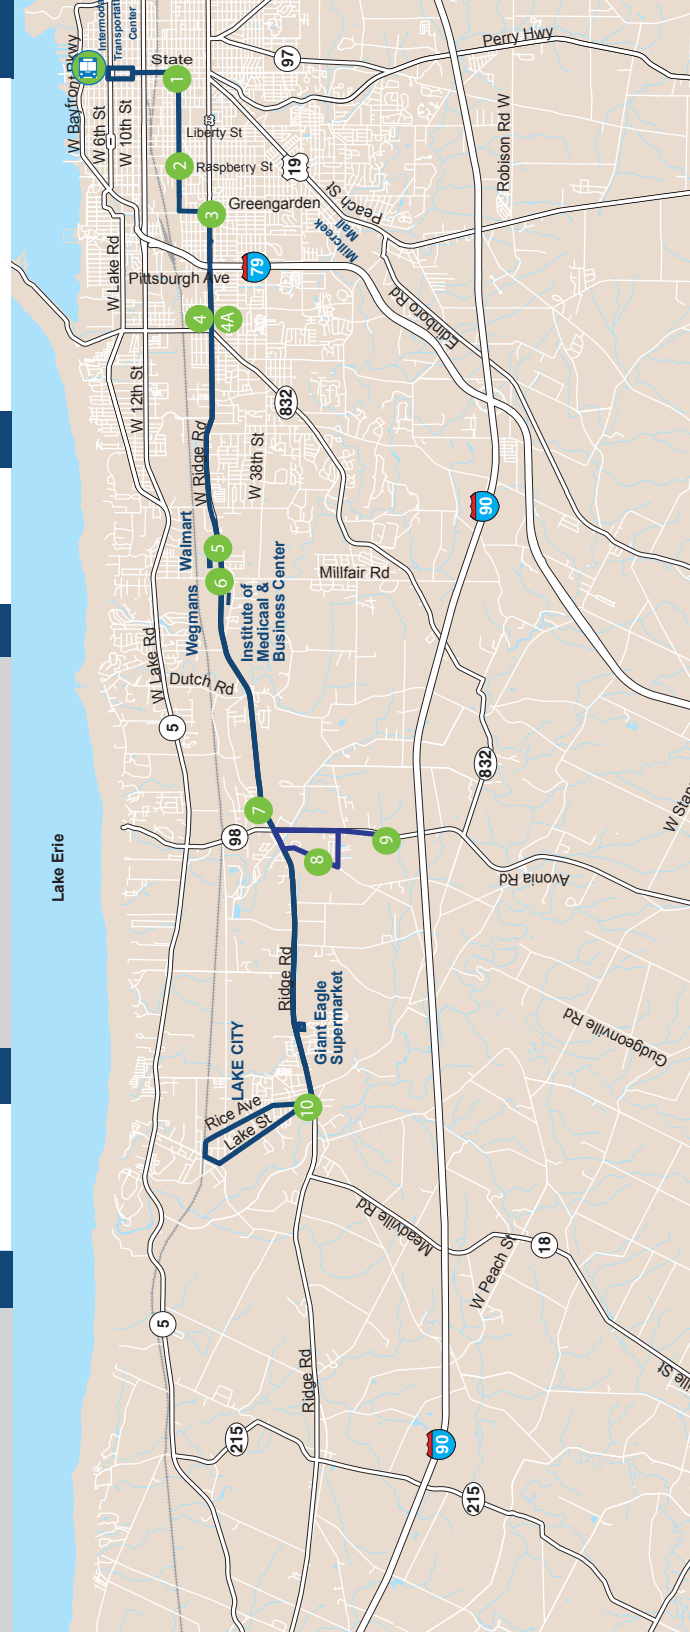 W Bayfront Pkwy
Transportat
Center
State
1
97
Perry Hwy
W 6th St
W 10th St
Liberty St
2
Raspberry St
19
Robison Rd W
Peach St
3
Greengarden
Millcreek
Mall
W Lake Rd
Pittsburgh Ave
79
4
4A
Edinboro Rd
W 12th St
832
W Ridge Rd
W 38th St
90
Walmart
5
6
Wegmans
Institute of
Medicaal &
Business Center
Millfair Rd
W Lake Rd
Dutch Rd
5
832
7
98
8
9
Lake Erie
Avonia Rd
Ridge Rd
Giant Eagle
Supermarket
LAKE CITY
Gudgeonville Rd
Rice Ave
Lake St
10
Meadville Rd
W Peach St
18
5
Ridge Rd
215
90
215